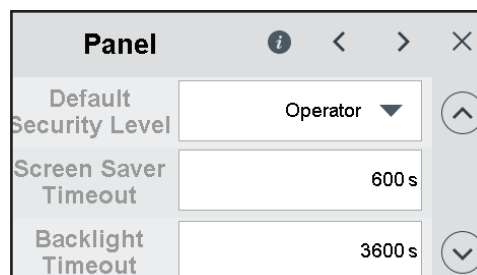 Panel
Default
Security Level
Operator
Screen Saver
Timeout
600 s
Backlight
Timeout
3600 s